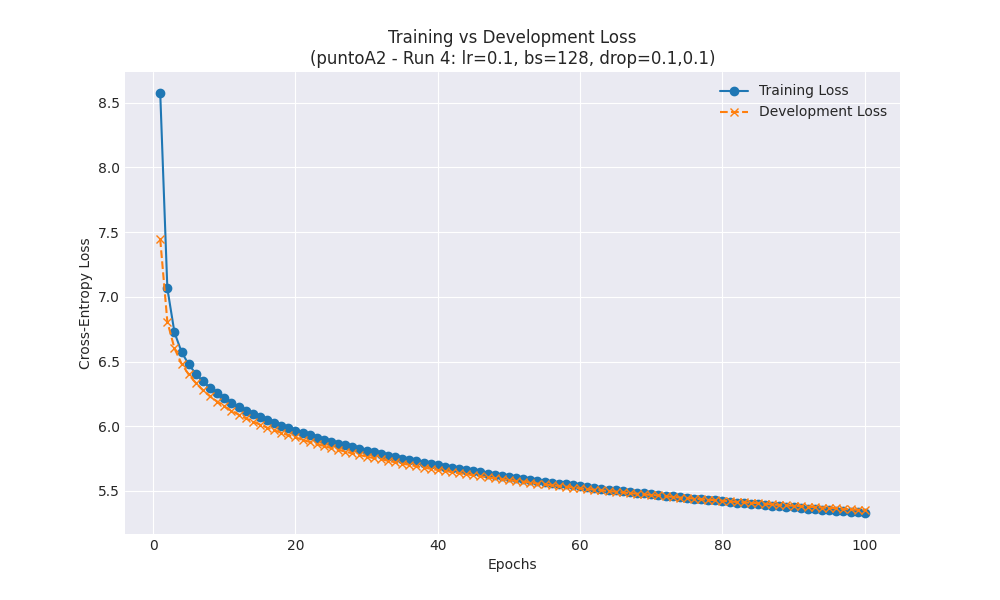 Training vs Development Loss
(puntoA2 - Run 4: lr=0.1, bs=128, drop=0.1,0.1)
Training Loss
Development Loss
Cross-Entropy Loss
8.5
8.0
7.5
7.0
6.5
6.0
5.5
0 20 40 60 80 100
Epochs